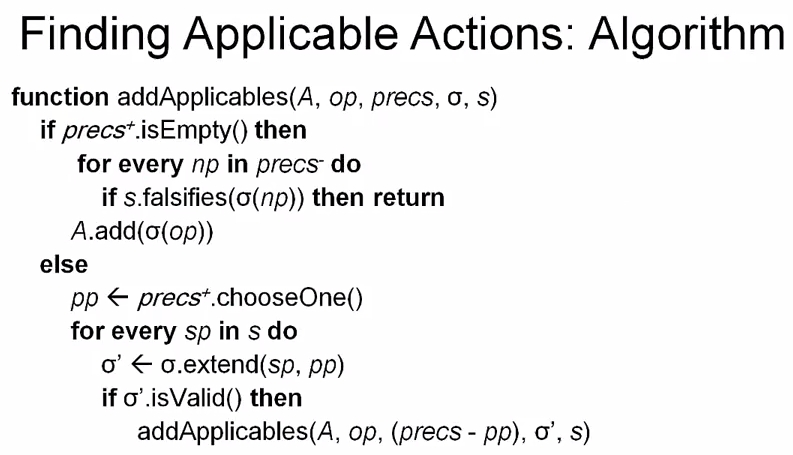 Finding Applicable Actions: Algorithm
function addApplicables(A, op, precs, σ, s)
if precs⁺.isEmpty() then
for every np in precs⁻ do
if s.falsifies(σ(np)) then return
A.add(σ(op))
else
pp ← precs⁺.chooseOne()
for every sp in s do
σ’ ← σ.extend(sp, pp)
if σ’.isValid() then
addApplicables(A, op, (precs - pp), σ’, s)